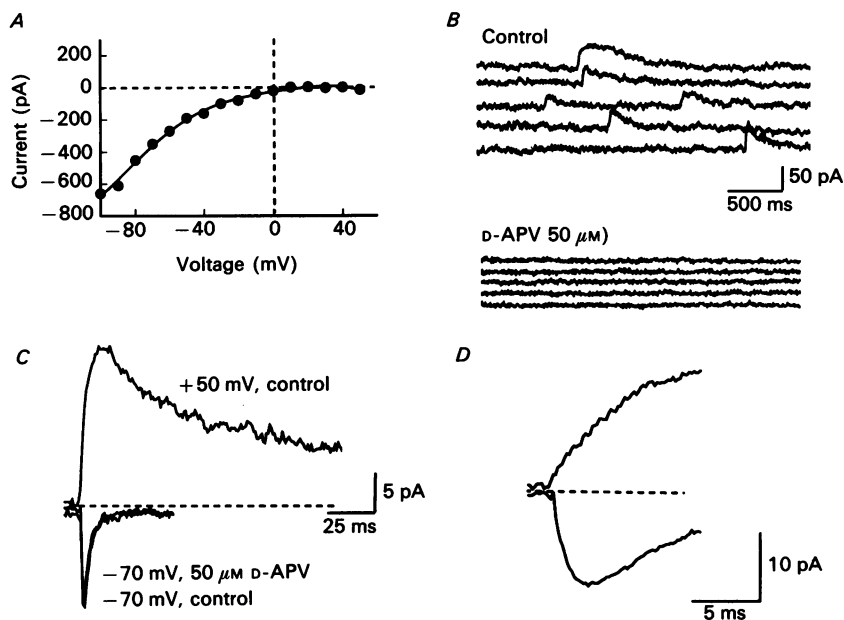 A
200
0
−200
−400
−600
−800
Current (pA)
−80
−40
0
40
Voltage (mV)
B
Control
50 pA
500 ms
D-APV 50 μM)
C
+50 mV, control
5 pA
25 ms
−70 mV, 50 μM D-APV
−70 mV, control
D
10 pA
5 ms